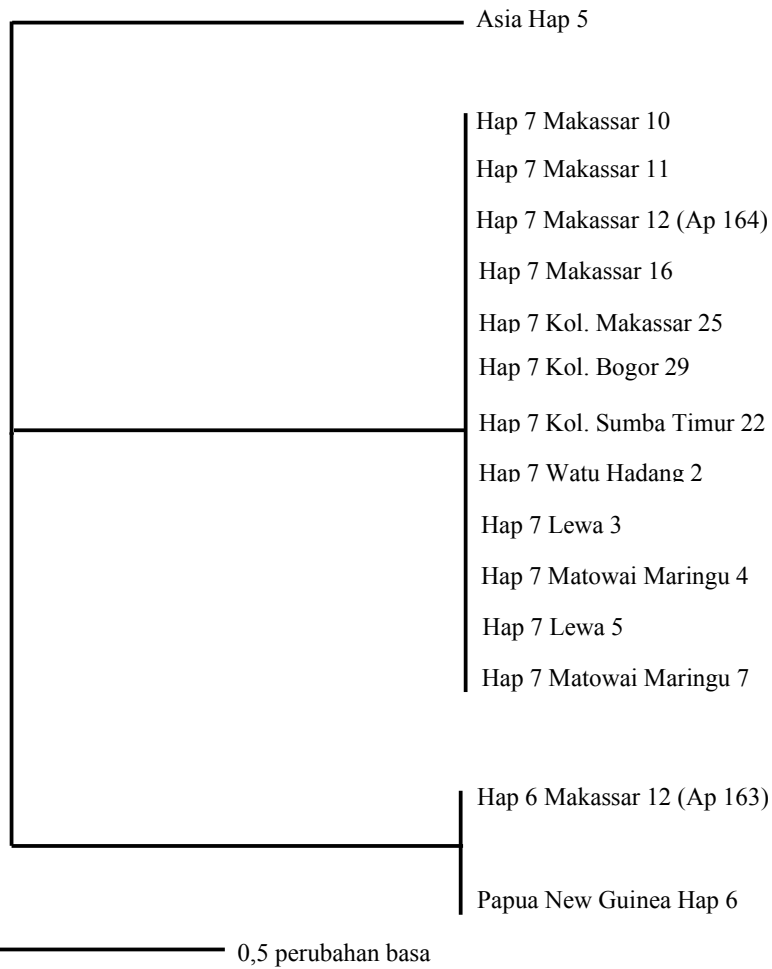 Asia Hap 5
Hap 7 Makassar 10
Hap 7 Makassar 11
Hap 7 Makassar 12 (Ap 164)
Hap 7 Makassar 16
Hap 7 Kol. Makassar 25
Hap 7 Kol. Bogor 29
Hap 7 Kol. Sumba Timur 22
Hap 7 Watu Hadang 2
Hap 7 Lewa 3
Hap 7 Matowai Maringu 4
Hap 7 Lewa 5
Hap 7 Matowai Maringu 7
Hap 6 Makassar 12 (Ap 163)
Papua New Guinea Hap 6
0,5 perubahan basa